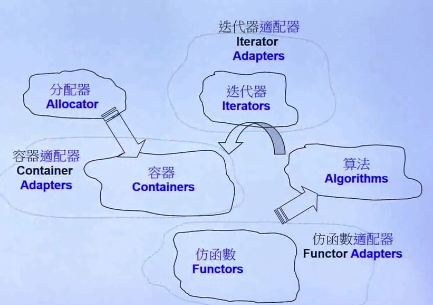 迭代器適配器
Iterator
Adapters
分配器
Allocator
迭代器
Iterators
容器適配器
Container
Adapters
容器
Containers
算法
Algorithms
仿函數
Functors
仿函數適配器
Functor Adapters